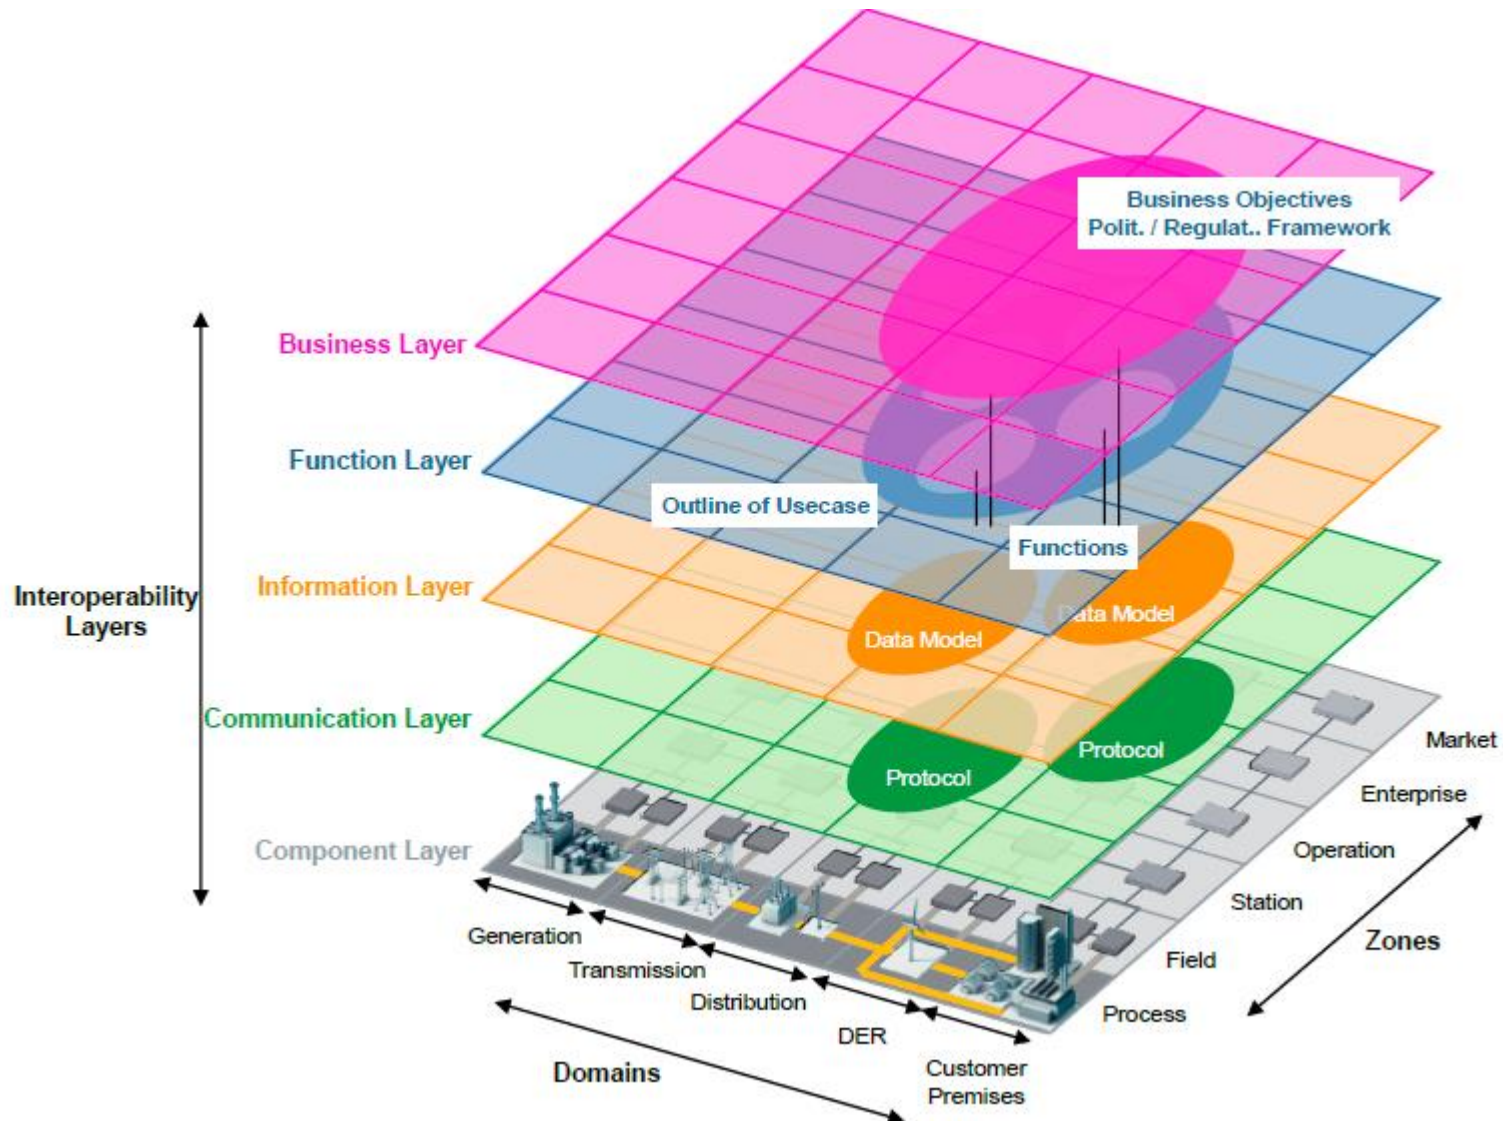 Business Objectives
Polit. / Regulat.. Framework
Business Layer
Function Layer
Outline of Usecase
Functions
Information Layer
Interoperability
Layers
Data Model
Data Model
Communication Layer
Protocol
Protocol
Component Layer
Market
Enterprise
Operation
Station
Field
Process
Zones
Generation
Transmission
Distribution
DER
Customer
Premises
Domains